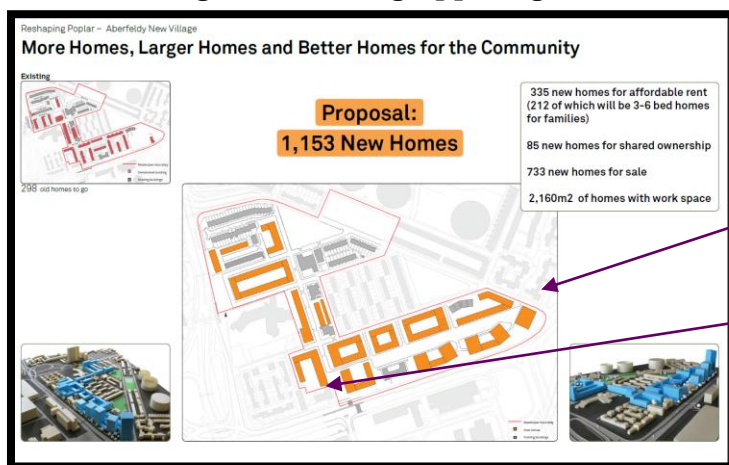 Reshaping Poplar – Aberfeldy New Village
More Homes, Larger Homes and Better Homes for the Community
Existing
298 old homes to go
Proposal:
1,153 New Homes
335 new homes for affordable rent
(212 of which will be 3-6 bed homes
for families)
85 new homes for shared ownership
733 new homes for sale
2,160m2 of homes with work space